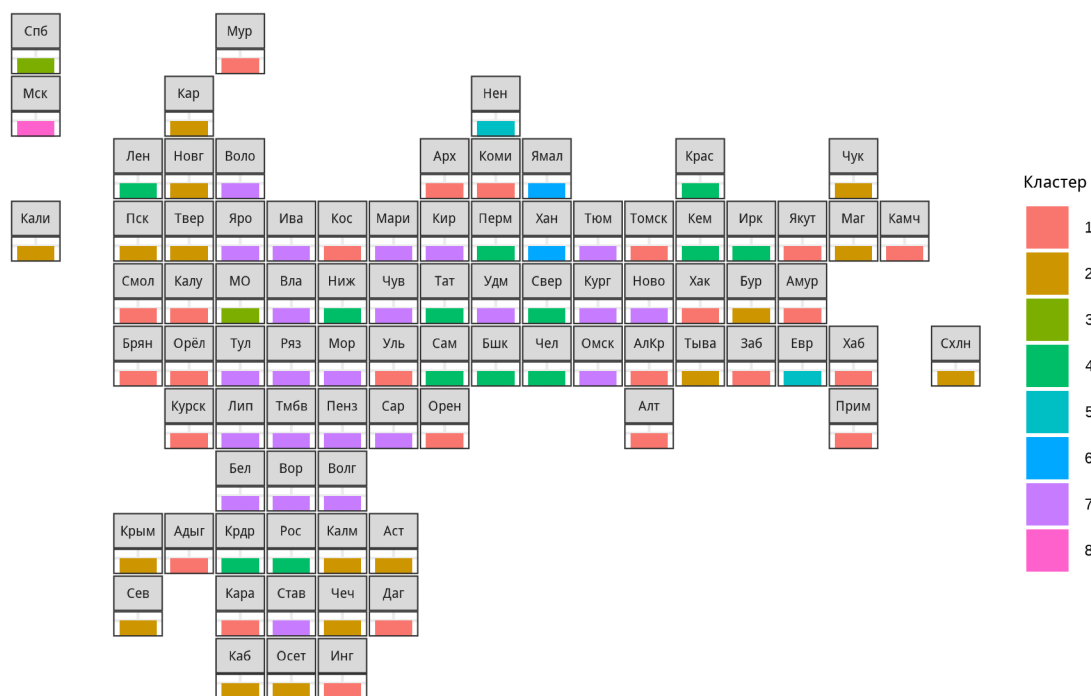 Спб Мур
Мск Кар Нен
Лен Новг Воло Арх Коми Ямал Крас Чук
Кали Пск Твер Яро Ива Кос Мари Кир Перм Хан Тюм Томск Кем Ирк Якут Маг Камч
Смол Калу МО Вла Ниж Чув Тат Удм Свер Кург Ново Хак Бур Амур
Брян Орёл Тул Ряз Мор Уль Сам Бшк Чел Омск АлКр Тыва Заб Евр Хаб Схлн
Курск Лип Тмбв Пенз Сар Орен Алт Прим
Бел Вор Волг
Крым Адыг Крдр Рос Калм Аст
Сев Кара Став Чеч Даг
Каб Осет Инг
Кластер
1
2
3
4
5
6
7
8